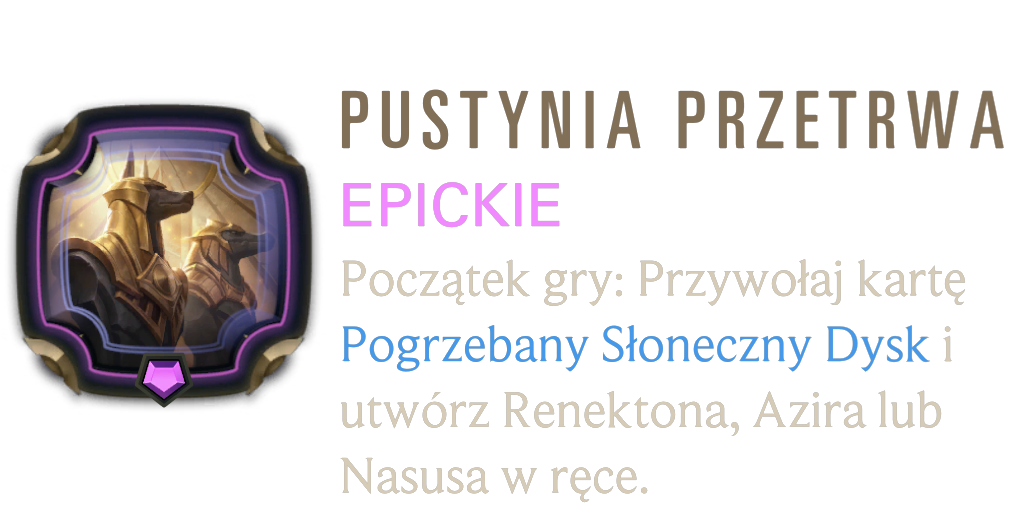 PUSTYNIA PRZETRWA
EPICKIE
Początek gry: Przywołaj kartę
Pogrzebany Słoneczny Dysk i
utwórz Renektona, Azira lub
Nasusa w ręce.